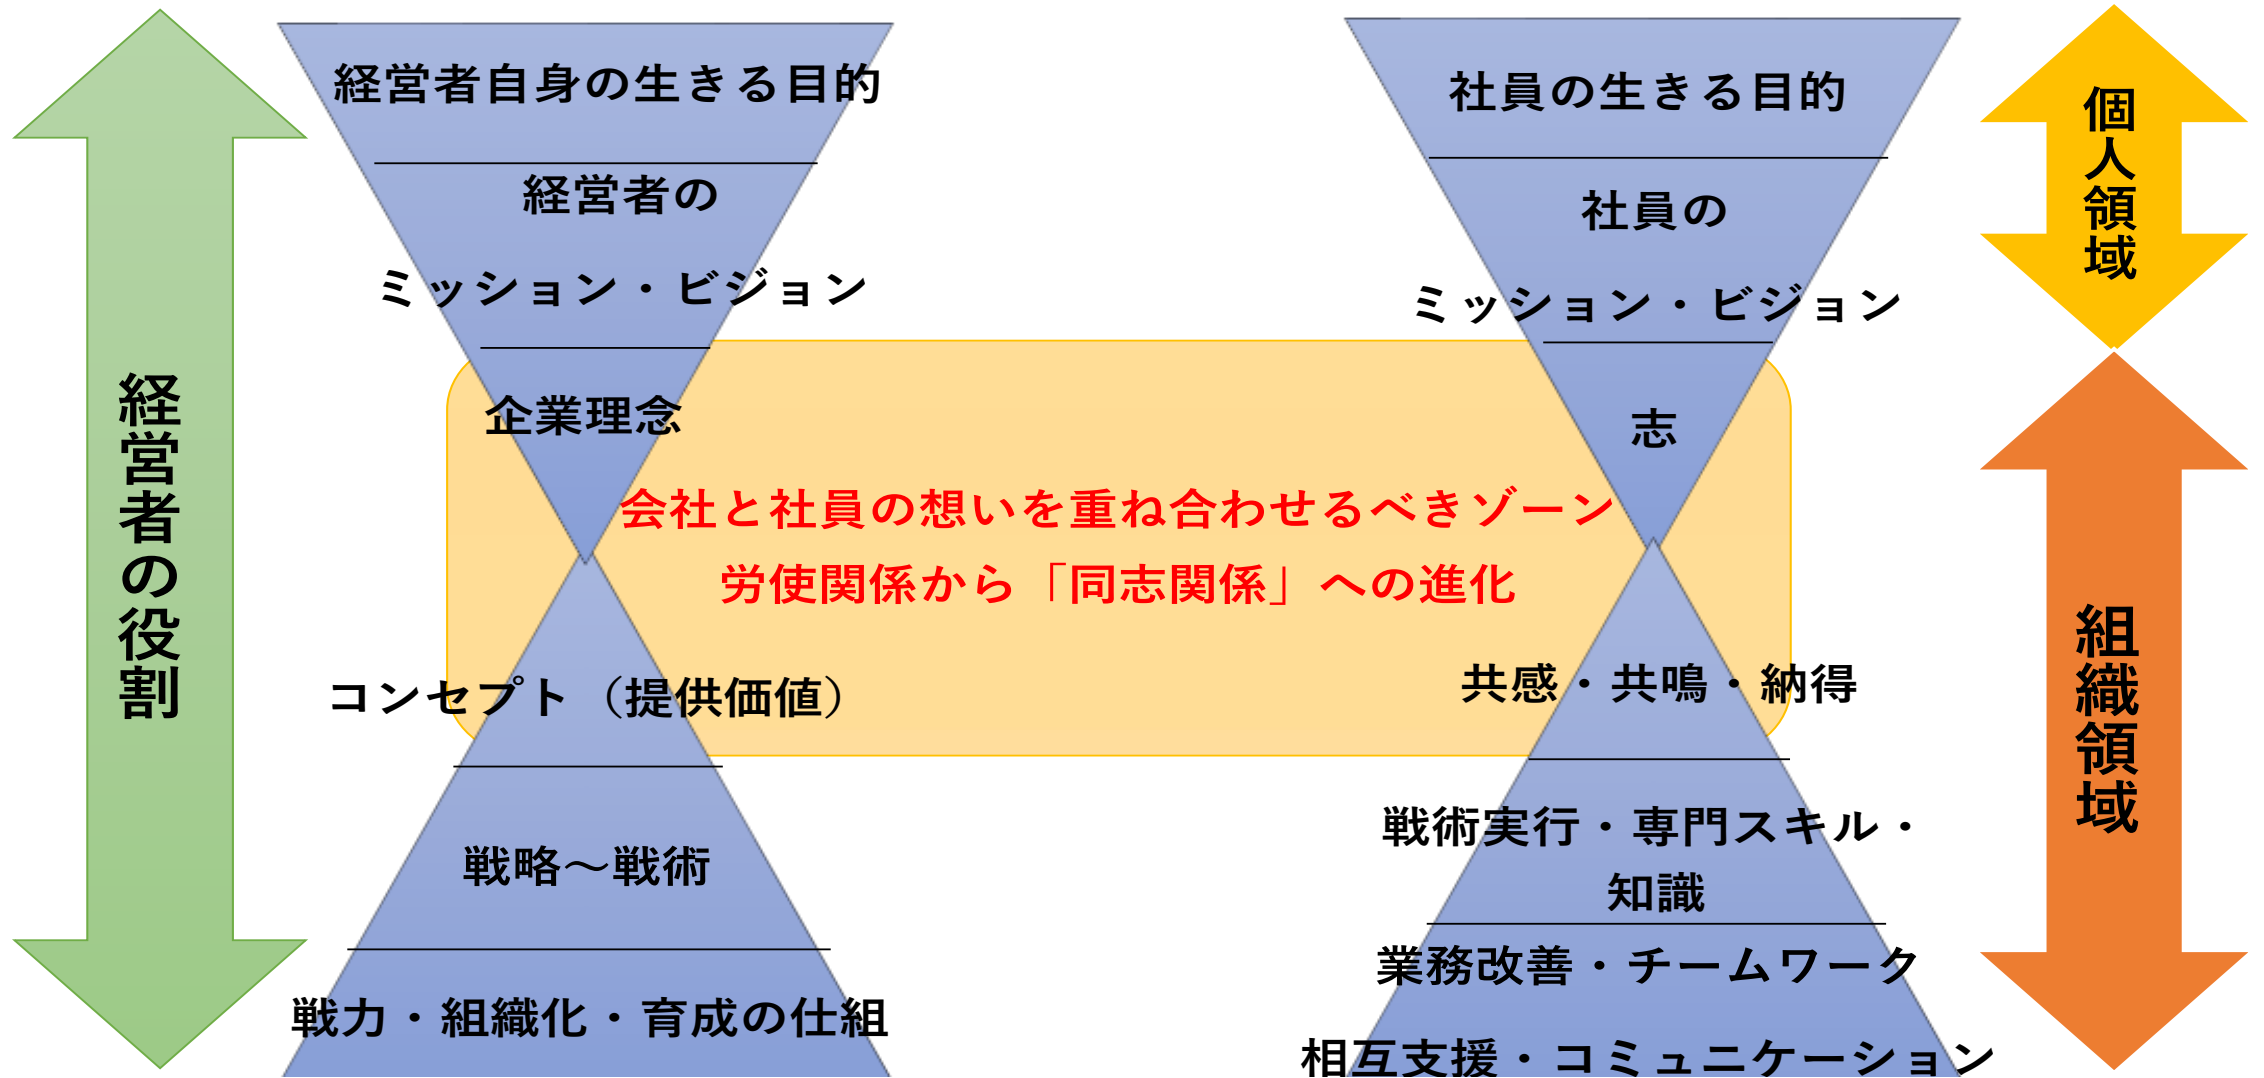 経営者の役割
経営者自身の生きる目的
経営者の
ミッション・ビジョン
企業理念
コンセプト（提供価値）
戦略～戦術
戦力・組織化・育成の仕組
会社と社員の想いを重ね合わせるべきゾーン
労使関係から「同志関係」への進化
社員の生きる目的
社員の
ミッション・ビジョン
志
共感・共鳴・納得
戦術実行・専門スキル・
知識
業務改善・チームワーク
相互支援・コミュニケーション
個人領域
組織領域